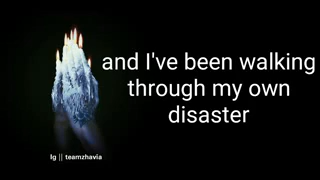 and I've been walking
through my own
disaster
Ig || teamzhavia